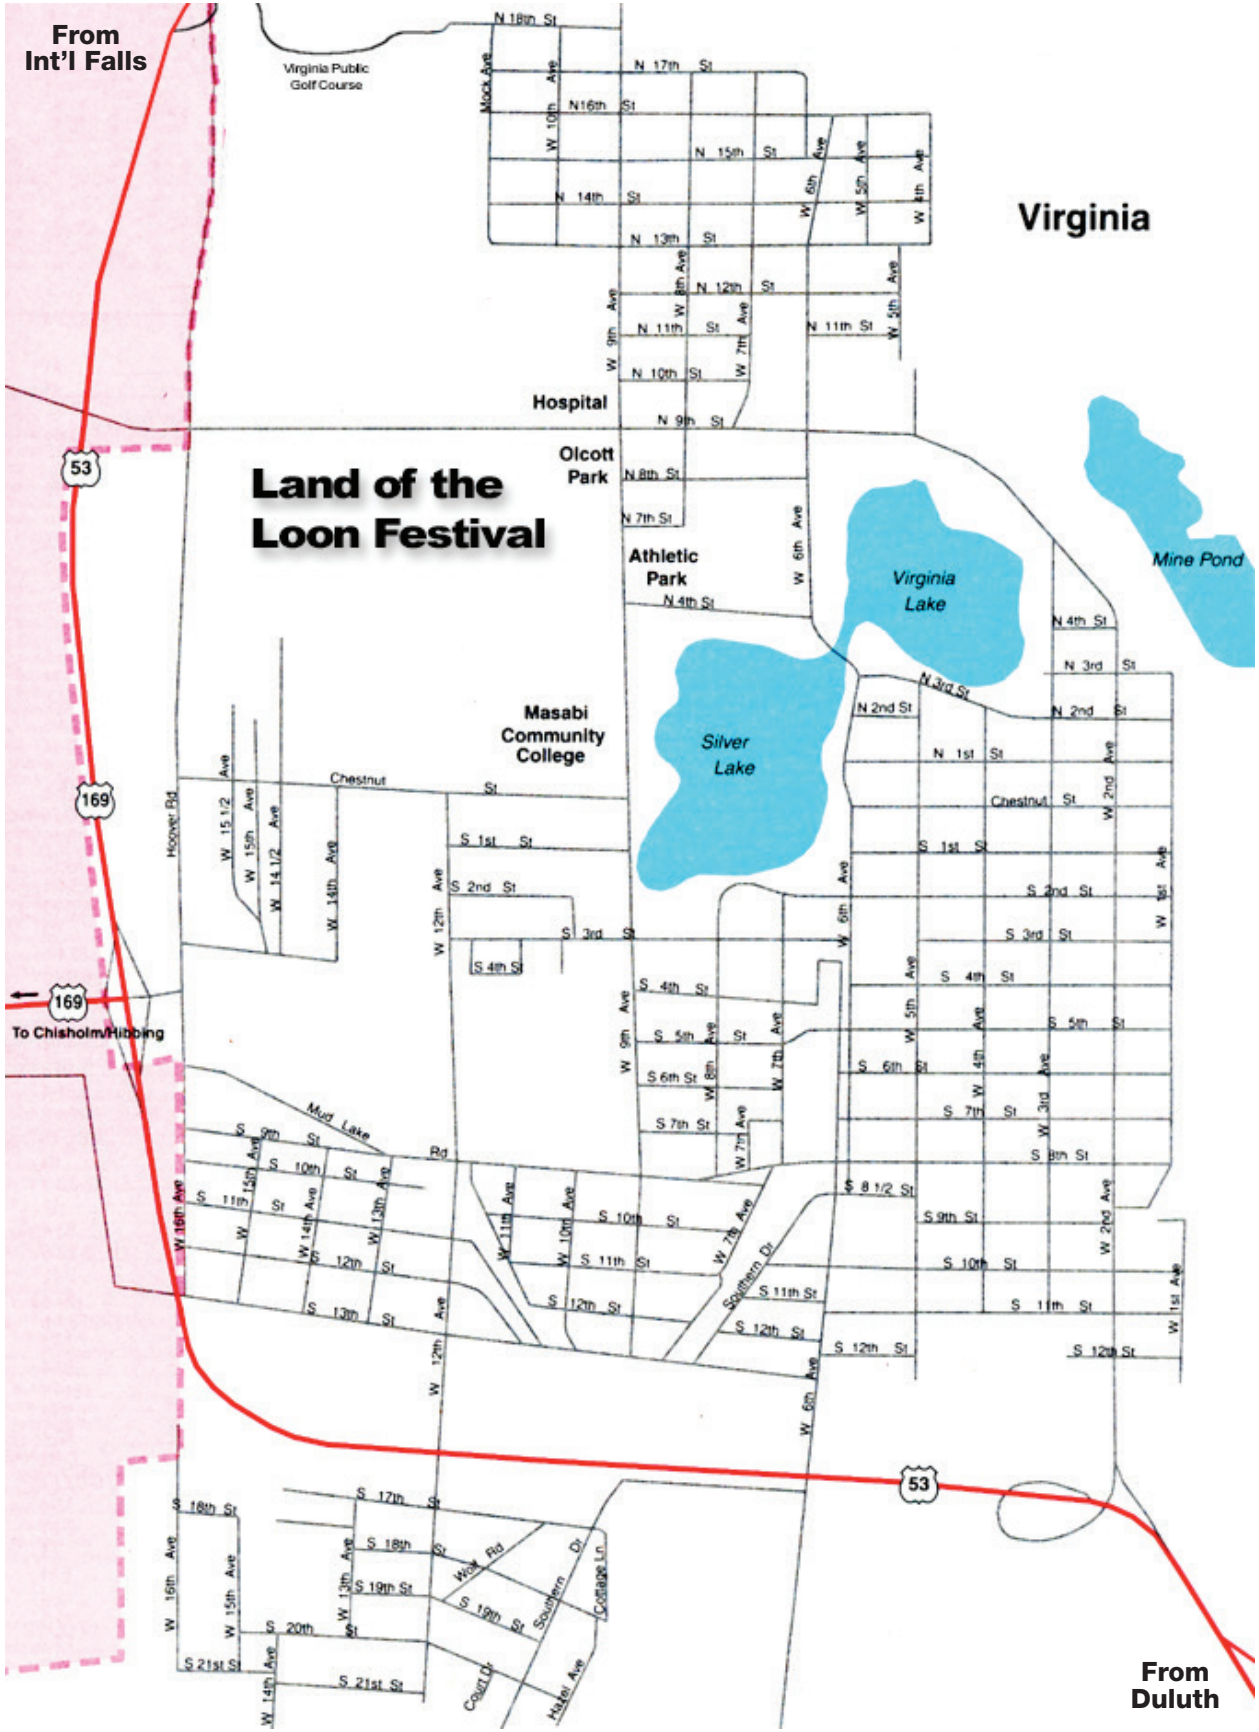 From
Int'l Falls
Virginia Public
Golf Course
N 18th St
Mock Ave
W 10th Ave
N 17th St
N16th St
N 15th St
W 6th Ave
W 5th Ave
W 4th Ave
N 14th St
N 13th St
Virginia
W 9th Ave
W 8th Ave
N 12th St
W 7th Ave
N 11th St
N 11th St
W 5th Ave
N 10th St
Hospital
N 9th St
Olcott
Park
N 8th St
53
Land of the
Loon Festival
N 7th St
W 6th Ave
Athletic
Park
N 4th St
Virginia
Lake
Mine Pond
N 4th St
N 3rd St
N 3rd St
N 2nd St
N 2nd St
Masabi
Community
College
Silver
Lake
N 1st St
W 2nd Ave
169
Hoover Rd
Chestnut St
Chestnut St
W 15 1/2 Ave
W 15th Ave
W 14 1/2 Ave
W 14th Ave
W 12th Ave
S 1st St
S 1st St
S 2nd St
S 2nd St
W 6th Ave
W 1st Ave
S 3rd St
S 3rd St
S 4th St
S 4th St
S 4th St
169
To Chisholm/Hibbing
W 9th Ave
S 5th St
W 8th Ave
W 7th Ave
W 5th Ave
W 4th Ave
W 3rd Ave
S 5th St
S 6th St
S 6th St
S 7th St
S 7th St
W 7th Ave
Mud Lake Rd
S 9th St
S 8th St
S 10th St
S 8 1/2 St
S 11th St
W 16th Ave
W 15th Ave
W 14th Ave
W 13th Ave
W 11th Ave
W 10th Ave
S 10th St
W 7th Ave
S 9th St
W 2nd Ave
S 12th St
S 11th St
Southern Dr
S 10th St
S 11th St
S 11th St
W 1st Ave
S 13th St
S 12th St
S 12th St
S 12th St
S 12th St
W 12th Ave
W 6th Ave
53
S 17th St
S 18th St
S 18th St
Wolf Rd
Southern Dr
Cottage Ln
W 16th Ave
W 15th Ave
W 13th Ave
S 19th St
S 19th St
S 20th St
S 21st St
S 21st St
W 14th Ave
Court Dr
Hazel Ave
From
Duluth